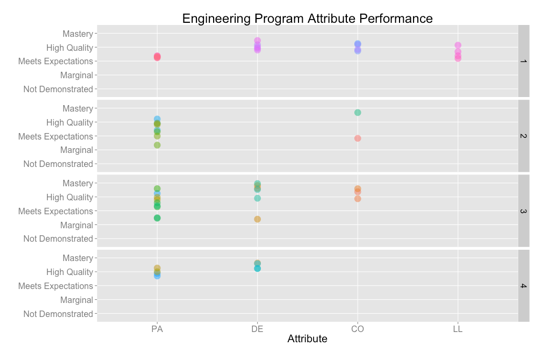 Engineering Program Attribute Performance
Mastery
High Quality
Meets Expectations
Marginal
Not Demonstrated
1
Mastery
High Quality
Meets Expectations
Marginal
Not Demonstrated
2
Mastery
High Quality
Meets Expectations
Marginal
Not Demonstrated
3
Mastery
High Quality
Meets Expectations
Marginal
Not Demonstrated
4
PA DE CO LL
Attribute